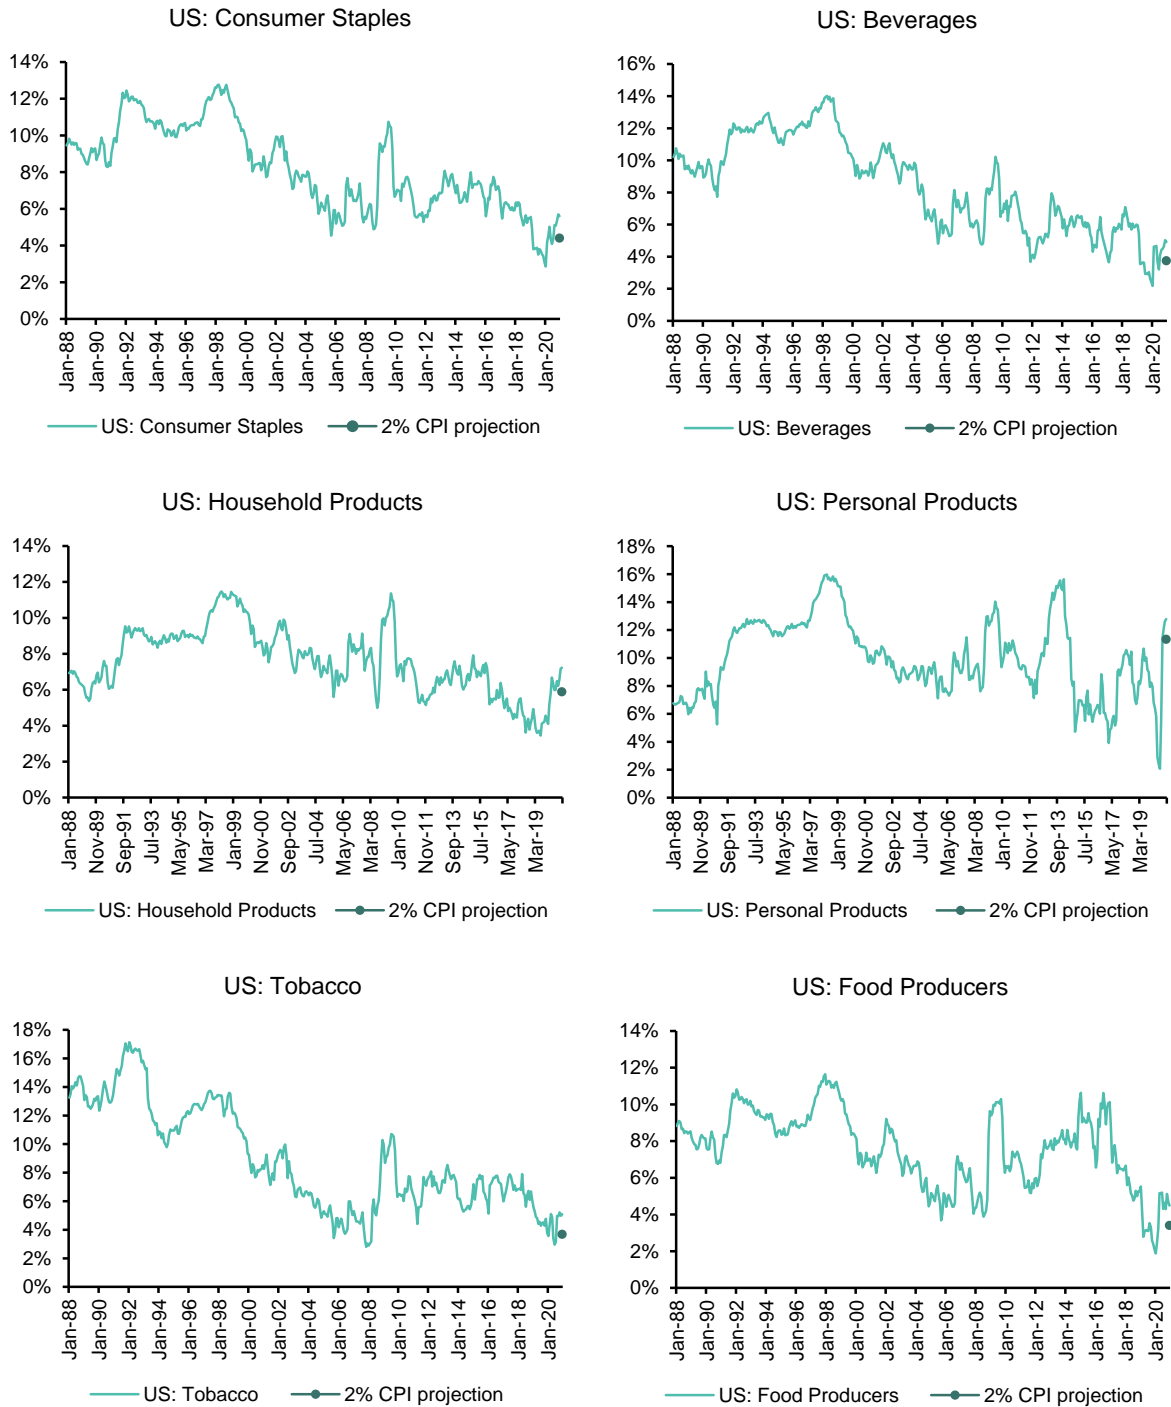 US: Consumer Staples
14%
12%
10%
8%
6%
4%
2%
0%
Jan-88
Jan-90
Jan-92
Jan-94
Jan-96
Jan-98
Jan-00
Jan-02
Jan-04
Jan-06
Jan-08
Jan-10
Jan-12
Jan-14
Jan-16
Jan-18
Jan-20
US: Consumer Staples 2% CPI projection
US: Beverages
16%
14%
12%
10%
8%
6%
4%
2%
0%
Jan-88
Jan-90
Jan-92
Jan-94
Jan-96
Jan-98
Jan-00
Jan-02
Jan-04
Jan-06
Jan-08
Jan-10
Jan-12
Jan-14
Jan-16
Jan-18
Jan-20
US: Beverages 2% CPI projection
US: Household Products
14%
12%
10%
8%
6%
4%
2%
0%
Jan-88
Nov-89
Sep-91
Jul-93
May-95
Mar-97
Jan-99
Nov-00
Sep-02
Jul-04
May-06
Mar-08
Jan-10
Nov-11
Sep-13
Jul-15
May-17
Mar-19
US: Household Products 2% CPI projection
US: Personal Products
18%
16%
14%
12%
10%
8%
6%
4%
2%
0%
Jan-88
Nov-89
Sep-91
Jul-93
May-95
Mar-97
Jan-99
Nov-00
Sep-02
Jul-04
May-06
Mar-08
Jan-10
Nov-11
Sep-13
Jul-15
May-17
Mar-19
US: Personal Products 2% CPI projection
US: Tobacco
18%
16%
14%
12%
10%
8%
6%
4%
2%
0%
Jan-88
Jan-90
Jan-92
Jan-94
Jan-96
Jan-98
Jan-00
Jan-02
Jan-04
Jan-06
Jan-08
Jan-10
Jan-12
Jan-14
Jan-16
Jan-18
Jan-20
US: Tobacco 2% CPI projection
US: Food Producers
14%
12%
10%
8%
6%
4%
2%
0%
Jan-88
Jan-90
Jan-92
Jan-94
Jan-96
Jan-98
Jan-00
Jan-02
Jan-04
Jan-06
Jan-08
Jan-10
Jan-12
Jan-14
Jan-16
Jan-18
Jan-20
US: Food Producers 2% CPI projection